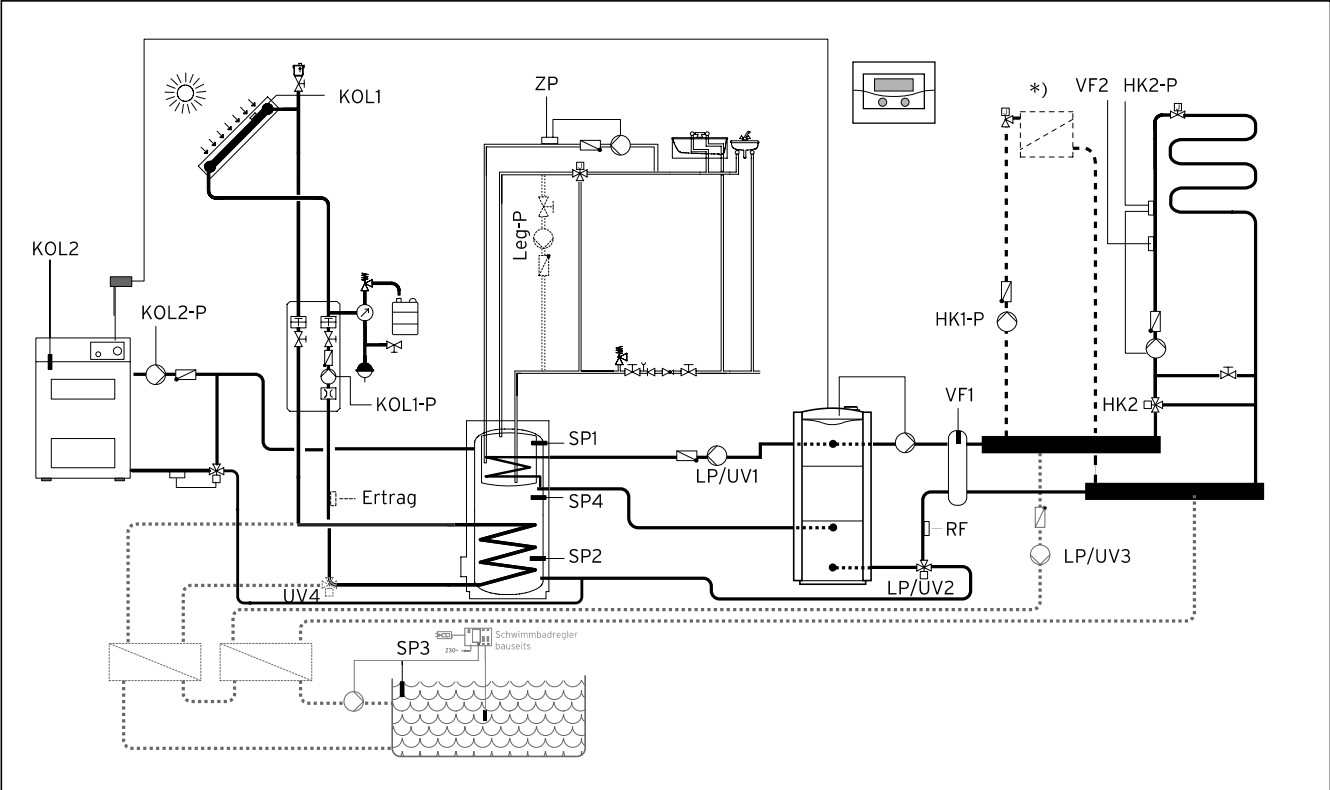 ZP
*)
VF2
HK2-P
KOL1
Leg-P
KOL2
KOL2-P
HK1-P
KOL1-P
VF1
HK2
SP1
LP/UV1
SP4
Ertrag
RF
SP2
LP/UV3
UV4
LP/UV2
SP3
Schwimmbadregler
bauseits
230~